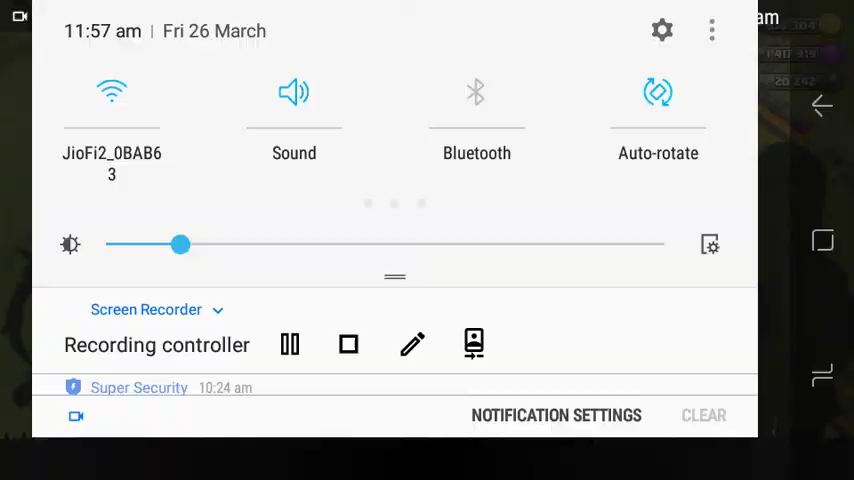 11:57 am | Fri 26 March
am
JioFi2_0BAB6
3
Sound
Bluetooth
Auto-rotate
Screen Recorder
Recording controller
Super Security 10:24 am
NOTIFICATION SETTINGS
CLEAR